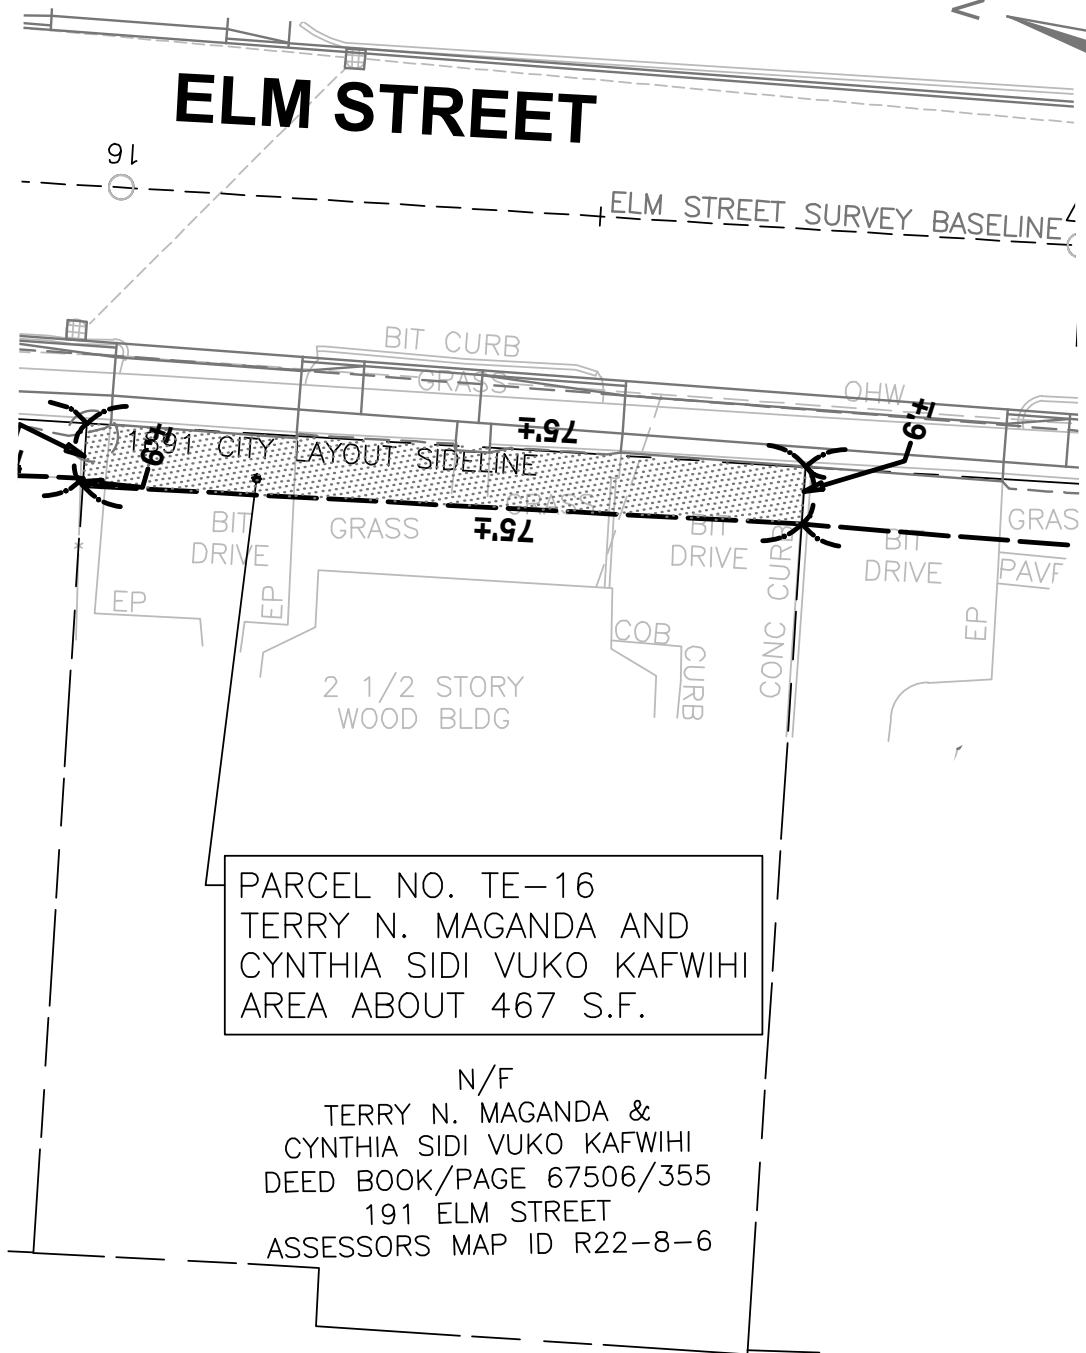 ELM STREET
16
ELM STREET SURVEY BASELINE
BIT CURB
GRASS
OHW
6'±
75'±
6'±
1891 CITY LAYOUT SIDELINE
GRASS
75'±
BIT
DRIVE
GRASS
BIT
DRIVE
CONC CURB
BIT
DRIVE
GRAS
PAVE
EP
EP
EP
COB
CURB
2 1/2 STORY
WOOD BLDG
PARCEL NO. TE-16
TERRY N. MAGANDA AND
CYNTHIA SIDI VUKO KAFWIHI
AREA ABOUT 467 S.F.
N/F
TERRY N. MAGANDA &
CYNTHIA SIDI VUKO KAFWIHI
DEED BOOK/PAGE 67506/355
191 ELM STREET
ASSESSORS MAP ID R22-8-6